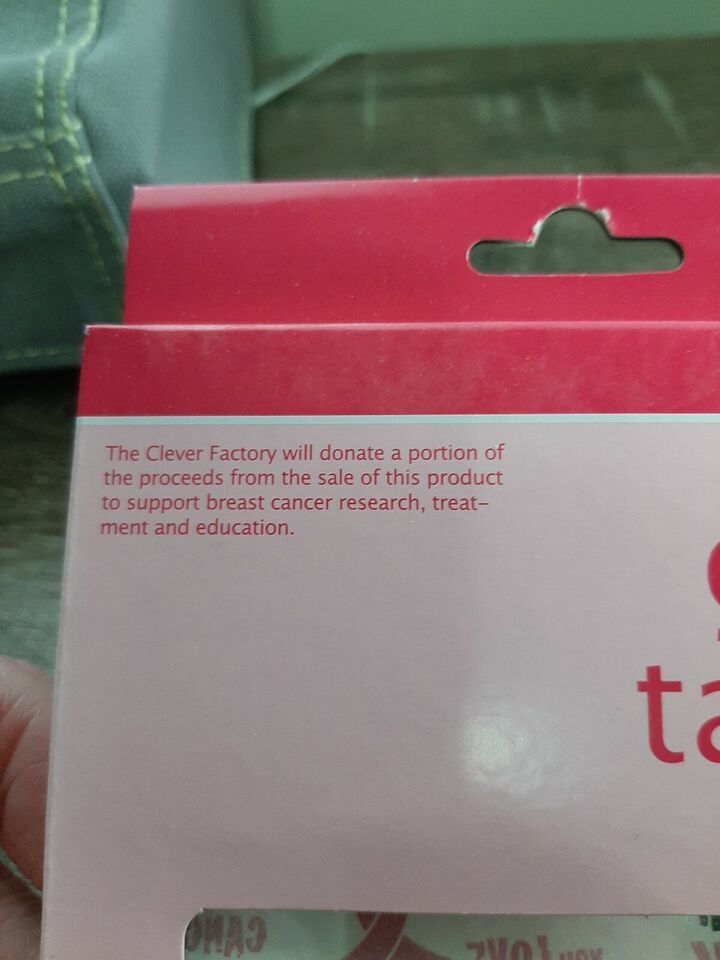 The Clever Factory will donate a portion of
the proceeds from the sale of this product
to support breast cancer research, treat–
ment and education.
ta